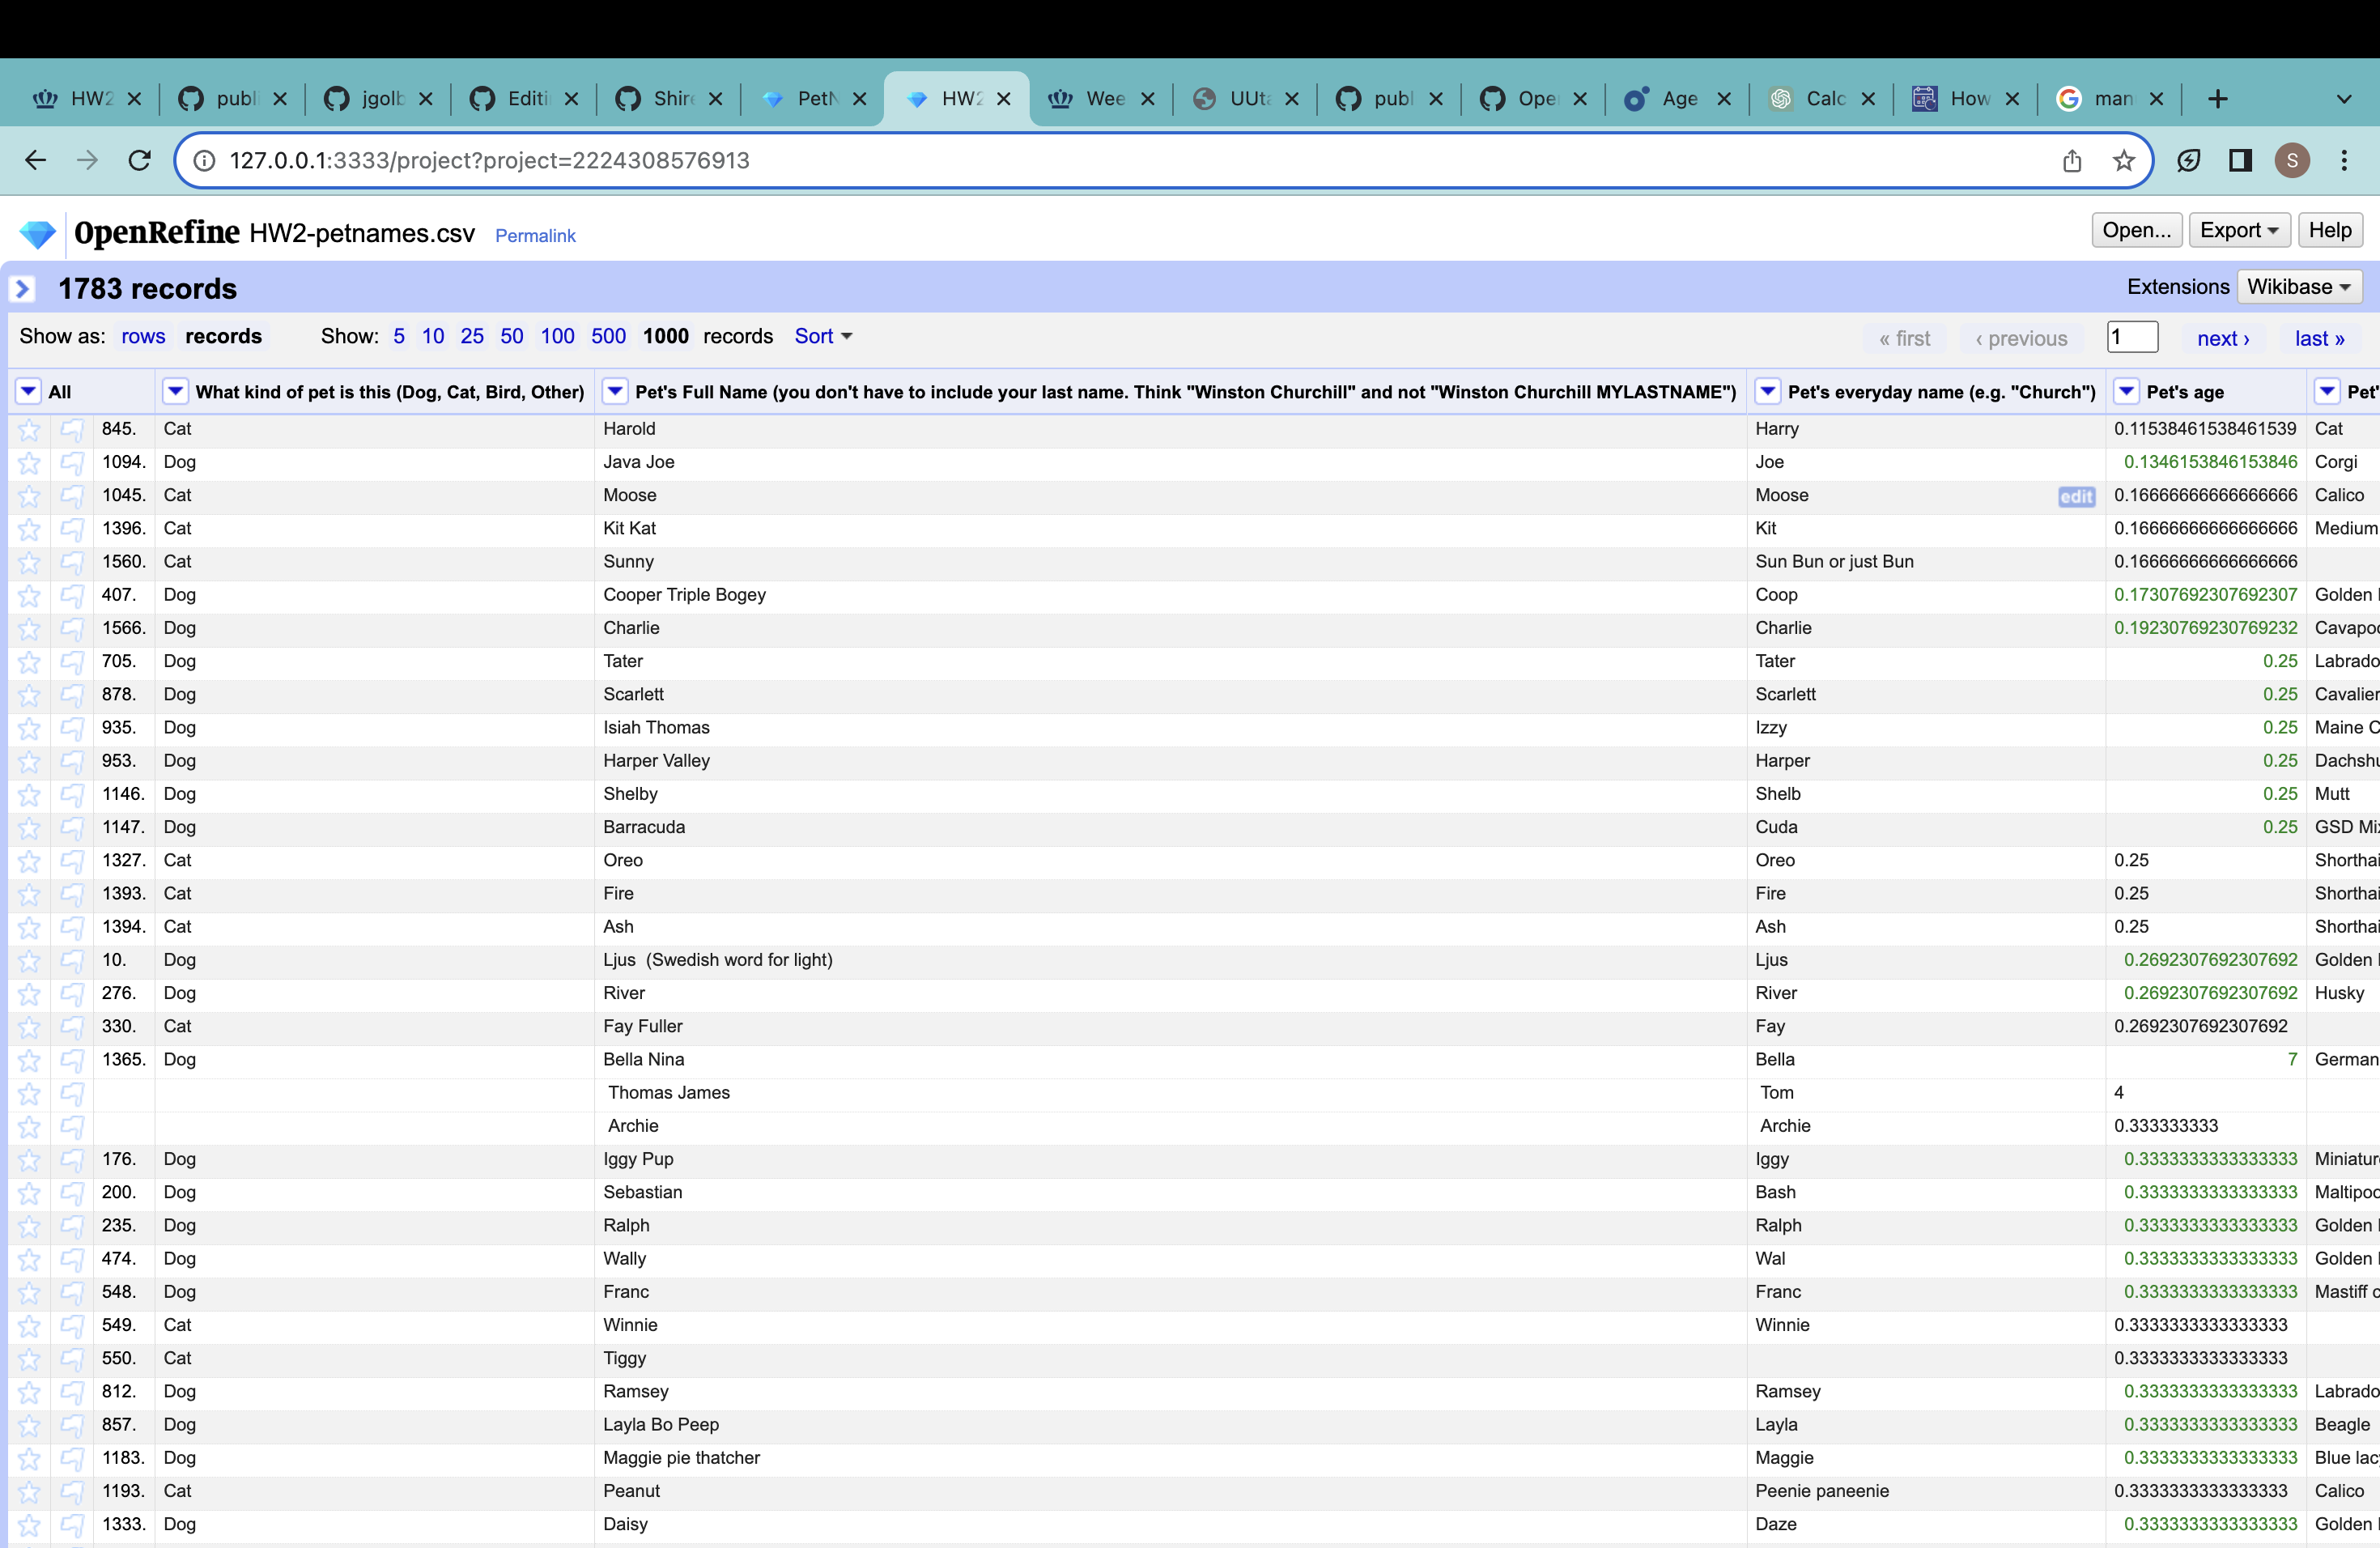 HW2 publi jgolb Editi Shire PetN HW2 Wee UUta publ Ope Age Calc How man
127.0.0.1:3333/project?project=2224308576913 S
OpenRefine HW2-petnames.csv Permalink Open... Export Help
1783 records Extensions Wikibase
Show as: rows records Show: 5 10 25 50 100 500 1000 records Sort « first ‹ previous 1 next › last »
All What kind of pet is this (Dog, Cat, Bird, Other) Pet's Full Name (you don't have to include your last name. Think "Winston Churchill" and not "Winston Churchill MYLASTNAME") Pet's everyday name (e.g. "Church") Pet's age Pet'
845. Cat Harold Harry 0.11538461538461539 Cat
1094. Dog Java Joe Joe 0.1346153846153846 Corgi
1045. Cat Moose Moose edit 0.16666666666666666 Calico
1396. Cat Kit Kat Kit 0.16666666666666666 Medium
1560. Cat Sunny Sun Bun or just Bun 0.16666666666666666
407. Dog Cooper Triple Bogey Coop 0.17307692307692307 Golden
1566. Dog Charlie Charlie 0.19230769230769232 Cavapoo
705. Dog Tater Tater 0.25 Labrado
878. Dog Scarlett Scarlett 0.25 Cavalier
935. Dog Isiah Thomas Izzy 0.25 Maine C
953. Dog Harper Valley Harper 0.25 Dachshu
1146. Dog Shelby Shelb 0.25 Mutt
1147. Dog Barracuda Cuda 0.25 GSD Mix
1327. Cat Oreo Oreo 0.25 Shorthai
1393. Cat Fire Fire 0.25 Shorthai
1394. Cat Ash Ash 0.25 Shorthai
10. Dog Ljus (Swedish word for light) Ljus 0.2692307692307692 Golden
276. Dog River River 0.2692307692307692 Husky
330. Cat Fay Fuller Fay 0.2692307692307692
1365. Dog Bella Nina Bella 7 German
Thomas James Tom 4
Archie Archie 0.333333333
176. Dog Iggy Pup Iggy 0.3333333333333333 Miniatur
200. Dog Sebastian Bash 0.3333333333333333 Maltipoo
235. Dog Ralph Ralph 0.3333333333333333 Golden
474. Dog Wally Wal 0.3333333333333333 Golden
548. Dog Franc Franc 0.3333333333333333 Mastiff c
549. Cat Winnie Winnie 0.3333333333333333
550. Cat Tiggy 0.3333333333333333
812. Dog Ramsey Ramsey 0.3333333333333333 Labrado
857. Dog Layla Bo Peep Layla 0.3333333333333333 Beagle
1183. Dog Maggie pie thatcher Maggie 0.3333333333333333 Blue lac
1193. Cat Peanut Peenie paneenie 0.3333333333333333 Calico
1333. Dog Daisy Daze 0.3333333333333333 Golden